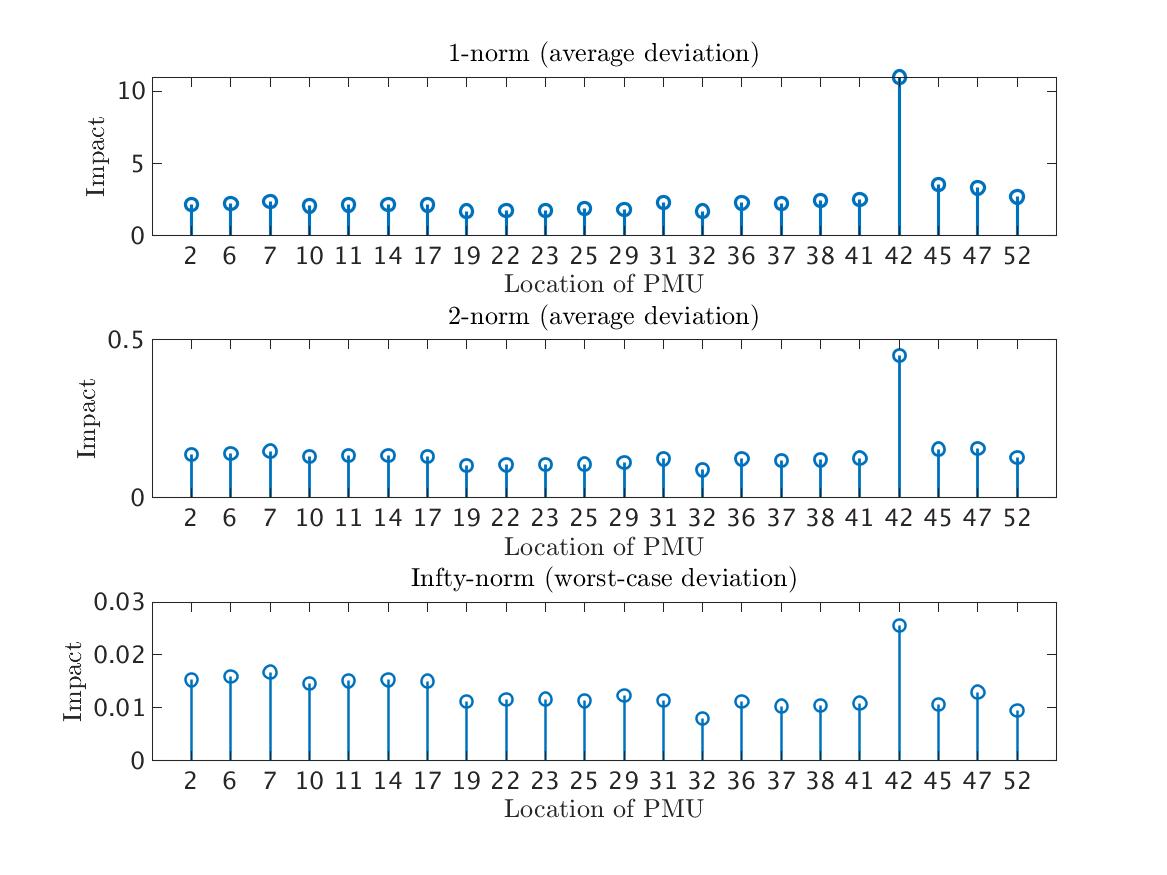 1-norm (average deviation)
10
5
0
Impact
2 6 7 10 11 14 17 19 22 23 25 29 31 32 36 37 38 41 42 45 47 52
Location of PMU
2-norm (average deviation)
0.5
0
Impact
2 6 7 10 11 14 17 19 22 23 25 29 31 32 36 37 38 41 42 45 47 52
Location of PMU
Infty-norm (worst-case deviation)
0.03
0.02
0.01
0
Impact
2 6 7 10 11 14 17 19 22 23 25 29 31 32 36 37 38 41 42 45 47 52
Location of PMU